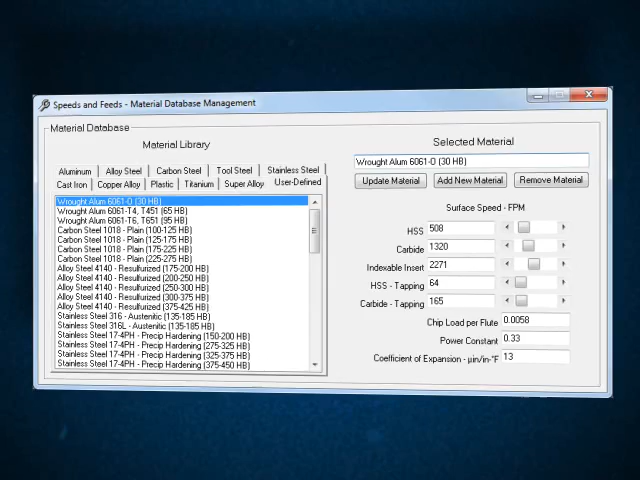 Speeds and Feeds - Material Database Management
Material Database
Material Library
Aluminum Alloy Steel Carbon Steel Tool Steel Stainless Steel
Cast Iron Copper Alloy Plastic Titanium Super Alloy User-Defined
Wrought Alum 6061-O (30 HB)
Wrought Alum 6061-T4, T451 (65 HB)
Wrought Alum 6061-T6, T651 (95 HB)
Carbon Steel 1018 - Plain (100-125 HB)
Carbon Steel 1018 - Plain (125-175 HB)
Carbon Steel 1018 - Plain (175-225 HB)
Carbon Steel 1018 - Plain (225-275 HB)
Alloy Steel 4140 - Resulfurized (175-200 HB)
Alloy Steel 4140 - Resulfurized (200-250 HB)
Alloy Steel 4140 - Resulfurized (250-300 HB)
Alloy Steel 4140 - Resulfurized (300-375 HB)
Alloy Steel 4140 - Resulfurized (375-425 HB)
Stainless Steel 316 - Austenitic (135-185 HB)
Stainless Steel 316L - Austenitic (135-185 HB)
Stainless Steel 17-4PH - Precip Hardening (150-200 HB)
Stainless Steel 17-4PH - Precip Hardening (275-325 HB)
Stainless Steel 17-4PH - Precip Hardening (325-375 HB)
Stainless Steel 17-4PH - Precip Hardening (375-450 HB)
Selected Material
Wrought Alum 6061-O (30 HB)
Update Material Add New Material Remove Material
Surface Speed - FPM
HSS 508
Carbide 1320
Indexable Insert 2271
HSS - Tapping 64
Carbide - Tapping 165
Chip Load per Flute 0.0058
Power Constant 0.33
Coefficient of Expansion - µin/in-°F 13